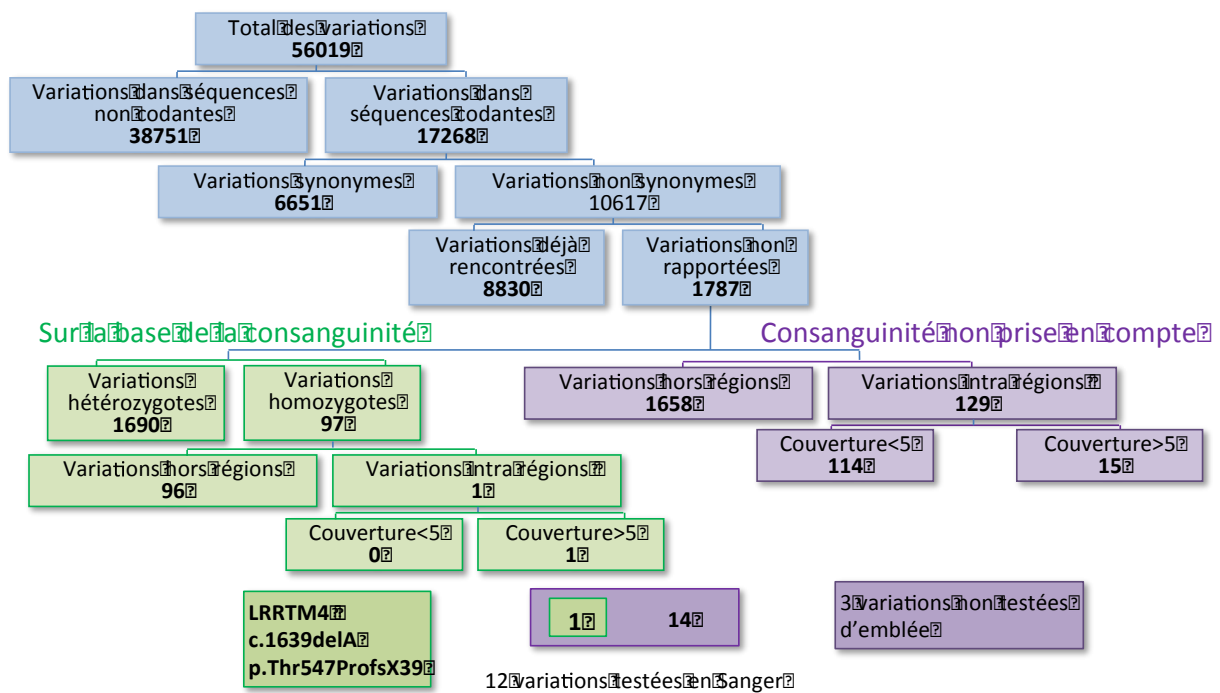 Total des variations
56019
Variations dans séquences
non codantes
38751
Variations dans
séquences codantes
17268
Variations synonymes
6651
Variations non synonymes
10617
Variations déjà
rencontrées
8830
Variations non
rapportées
1787
Sur la base de la consanguinité
Consanguinité non prise en compte
Variations
hétérozygotes
1690
Variations
homozygotes
97
Variations hors régions
1658
Variations intra régions
129
Couverture<5
114
Couverture>5
15
Variations hors régions
96
Variations intra régions
1
Couverture<5
0
Couverture>5
1
LRRTM4
c.1639delA
p.Thr547ProfsX39
1
14
3 variations non testées
d'emblée
12 variations testées en Sanger